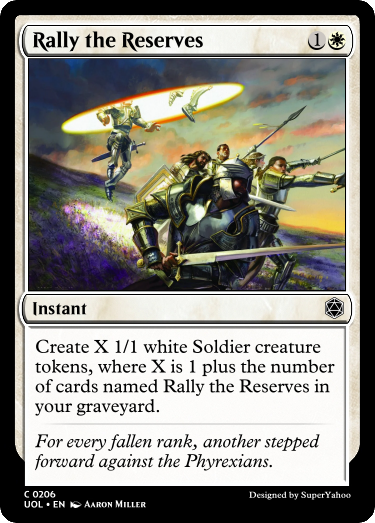 Rally the Reserves
1
Instant
Create X 1/1 white Soldier creature
tokens, where X is 1 plus the number
of cards named Rally the Reserves in
your graveyard.
For every fallen rank, another stepped
forward against the Phyrexians.
C 0206
UOL • EN Aaron Miller
Designed by SuperYahoo